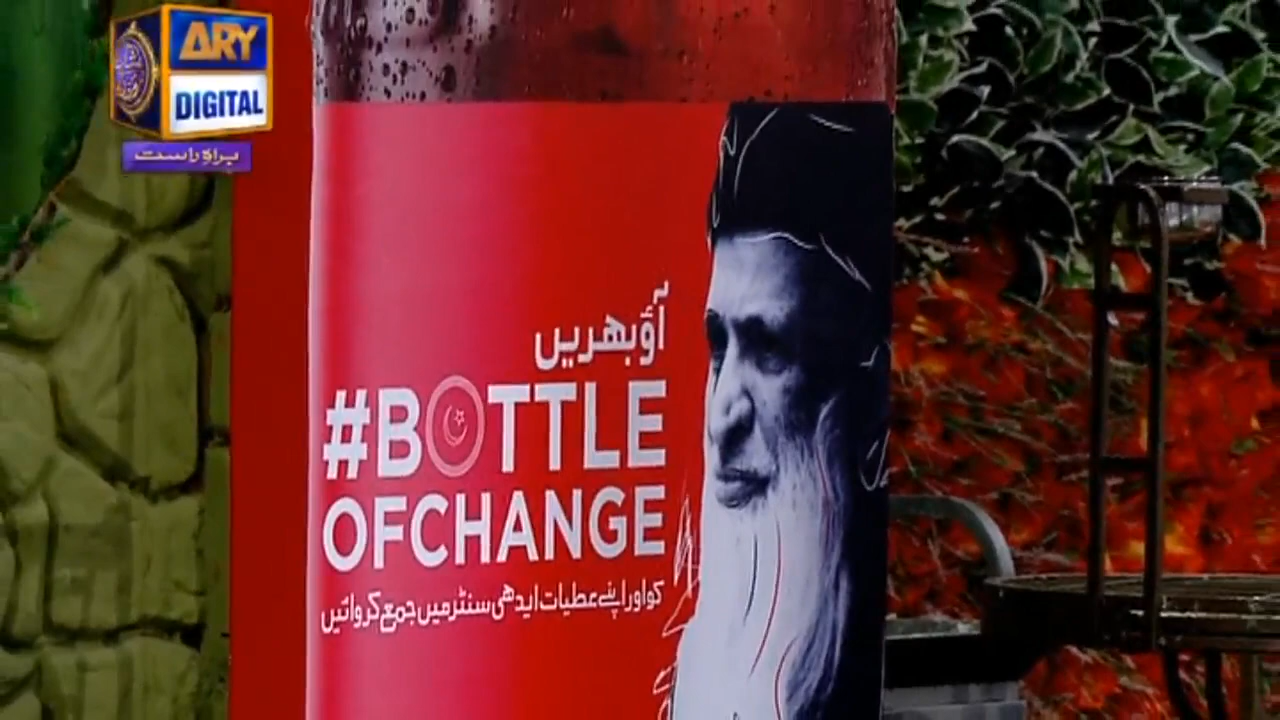 ARY
DIGITAL
براہ راست
آؤ بھریں
#BOTTLE
OFCHANGE
کو اور اپنے عطیات ایدھی سنٹر میں جمع کروائیں